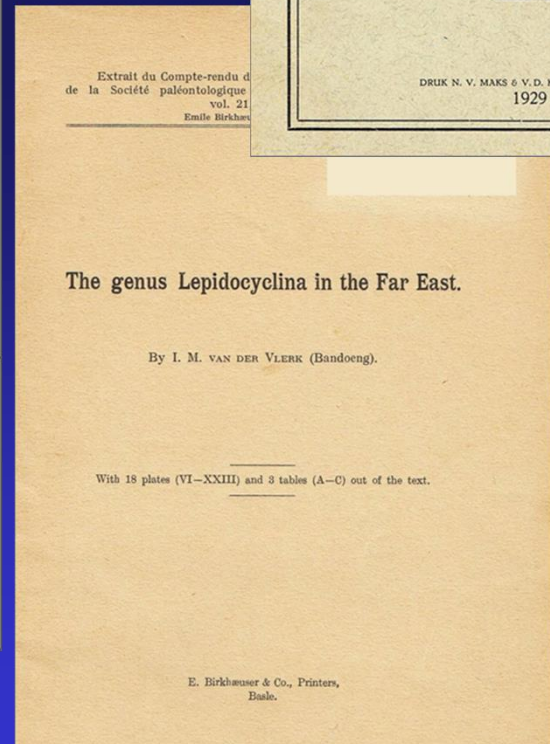 DRUK N. V. MAKS & V. D.
1929
Extrait du Compte-rendu
de la Société paléontologique
vol. 21
Emile
The genus Lepidocyclina in the Far East.
By I. M. VAN DER VLERK (Bandoeng).
With 18 plates (VI—XXIII) and 3 tables (A—C) out of the text.
E. Birkhæuser & Co., Printers,
Basle.